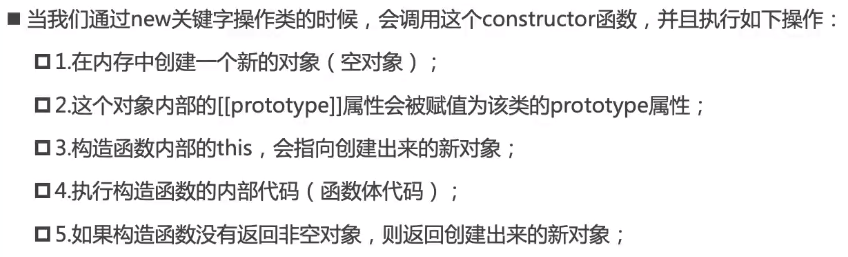 ■ 当我们通过new关键字操作类的时候，会调用这个constructor函数，并且执行如下操作：
1.在内存中创建一个新的对象（空对象）；
2.这个对象内部的[[prototype]]属性会被赋值为该类的prototype属性；
3.构造函数内部的this，会指向创建出来的新对象；
4.执行构造函数的内部代码（函数体代码）；
5.如果构造函数没有返回非空对象，则返回创建出来的新对象；